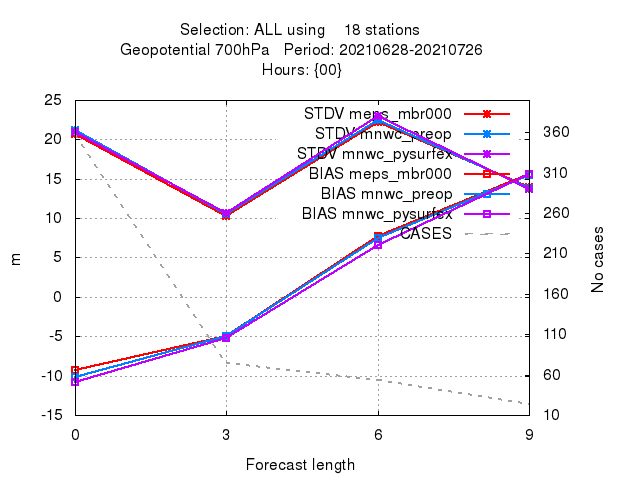 Selection: ALL using 18 stations
Geopotential 700hPa Period: 20210628-20210726
Hours: {00}
25
20
15
10
5
0
-5
-10
-15
m
STDV meps_mbr000
STDV mnwc_preop
STDV mnwc_pysurfex
BIAS meps_mbr000
BIAS mnwc_preop
BIAS mnwc_pysurfex
CASES
360
310
260
210
160
110
60
10
No cases
0 3 6 9
Forecast length